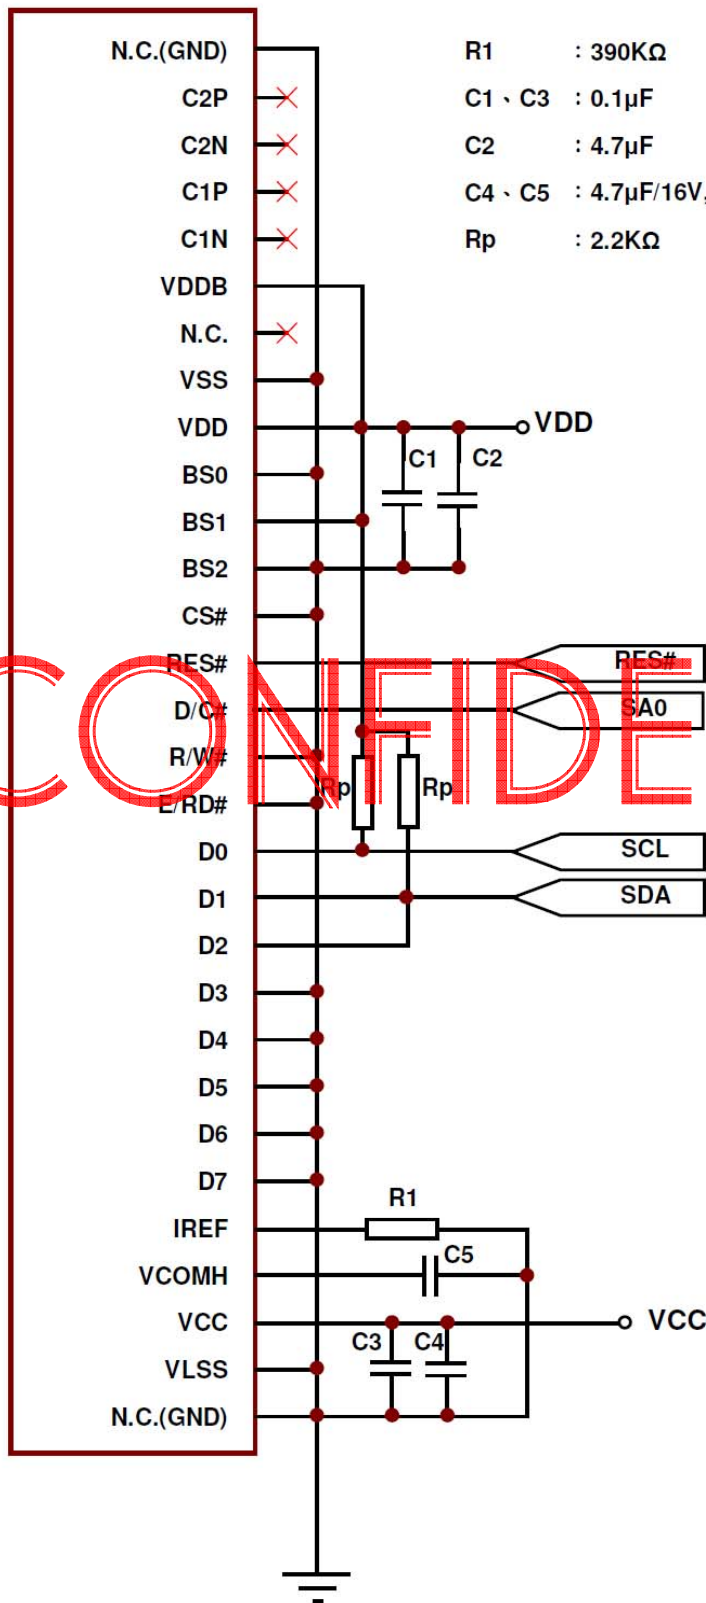 N.C.(GND)
C2P
C2N
C1P
C1N
VDDB
N.C.
VSS
VDD
BS0
BS1
BS2
CS#
RES#
D/C#
R/W#
E/RD#
D0
D1
D2
D3
D4
D5
D6
D7
IREF
VCOMH
VCC
VLSS
N.C.(GND)
R1 : 390KΩ
C1、C3 : 0.1μF
C2 : 4.7μF
C4、C5 : 4.7μF/16V,
Rp : 2.2KΩ
VDD
C1 C2
RES#
SA0
Rp Rp
SCL
SDA
R1
C5
VCC
C3 C4
CONFIDE